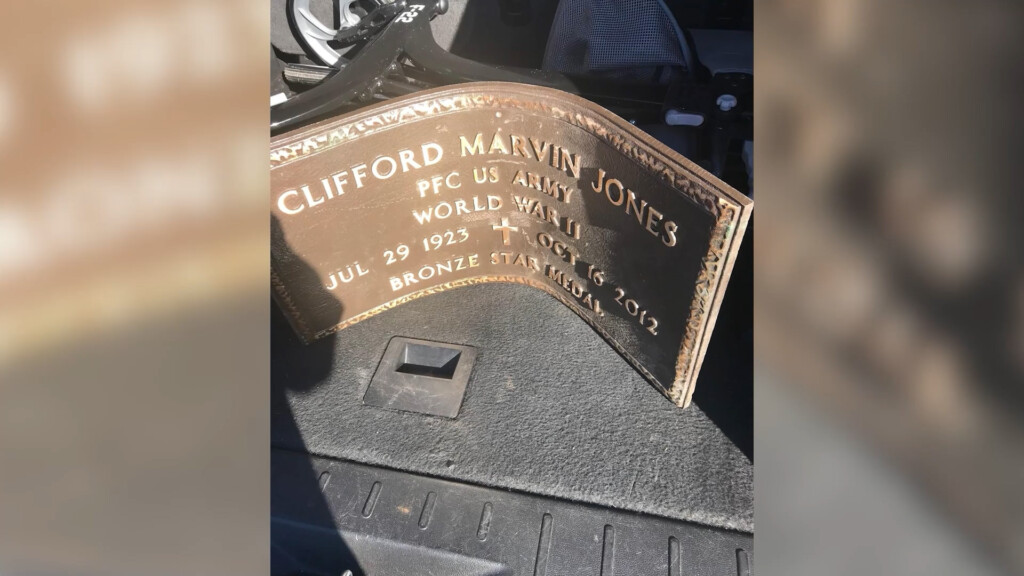 CLIFFORD MARVIN JONES
PFC US ARMY
WORLD WAR II
JUL 29 1923 ✝ OCT 16 2012
BRONZE STAR MEDAL